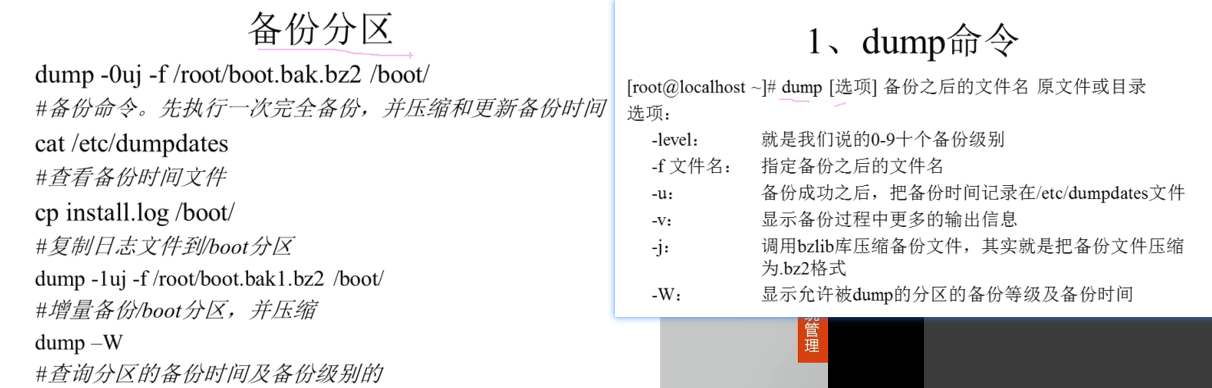 备份分区
dump -0uj -f /root/boot.bak.bz2 /boot/
#备份命令。先执行一次完全备份，并压缩和更新备份时间
cat /etc/dumpdates
#查看备份时间文件
cp install.log /boot/
#复制日志文件到/boot分区
dump -1uj -f /root/boot.bak1.bz2 /boot/
#增量备份/boot分区，并压缩
dump –W
#查询分区的备份时间及备份级别的
1、dump命令
[root@localhost ~]# dump [选项] 备份之后的文件名 原文件或目录
选项：
-level： 就是我们说的0-9十个备份级别
-f 文件名： 指定备份之后的文件名
-u： 备份成功之后，把备份时间记录在/etc/dumpdates文件
-v： 显示备份过程中更多的输出信息
-j： 调用bzlib库压缩备份文件，其实就是把备份文件压缩
为.bz2格式
-W： 显示允许被dump的分区的备份等级及备份时间
管理